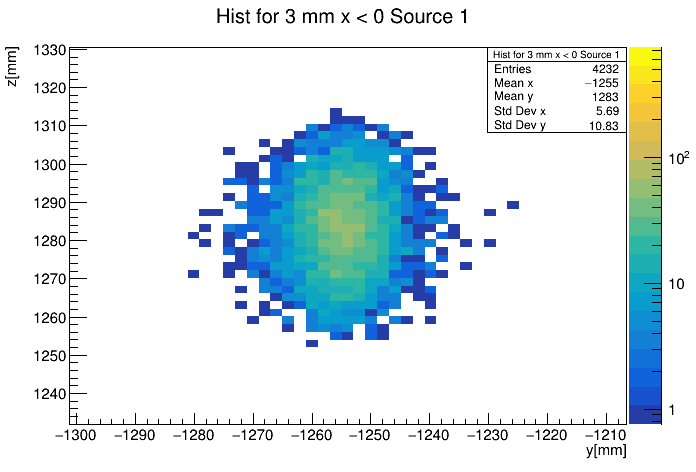 Hist for 3 mm x < 0 Source 1
z[mm]
1330
1320
1310
1300
1290
1280
1270
1260
1250
1240
Hist for 3 mm x < 0 Source 1
Entries 4232
Mean x −1255
Mean y 1283
Std Dev x 5.69
Std Dev y 10.83
10²
10
1
−1300 −1290 −1280 −1270 −1260 −1250 −1240 −1230 −1220 −1210
y[mm]